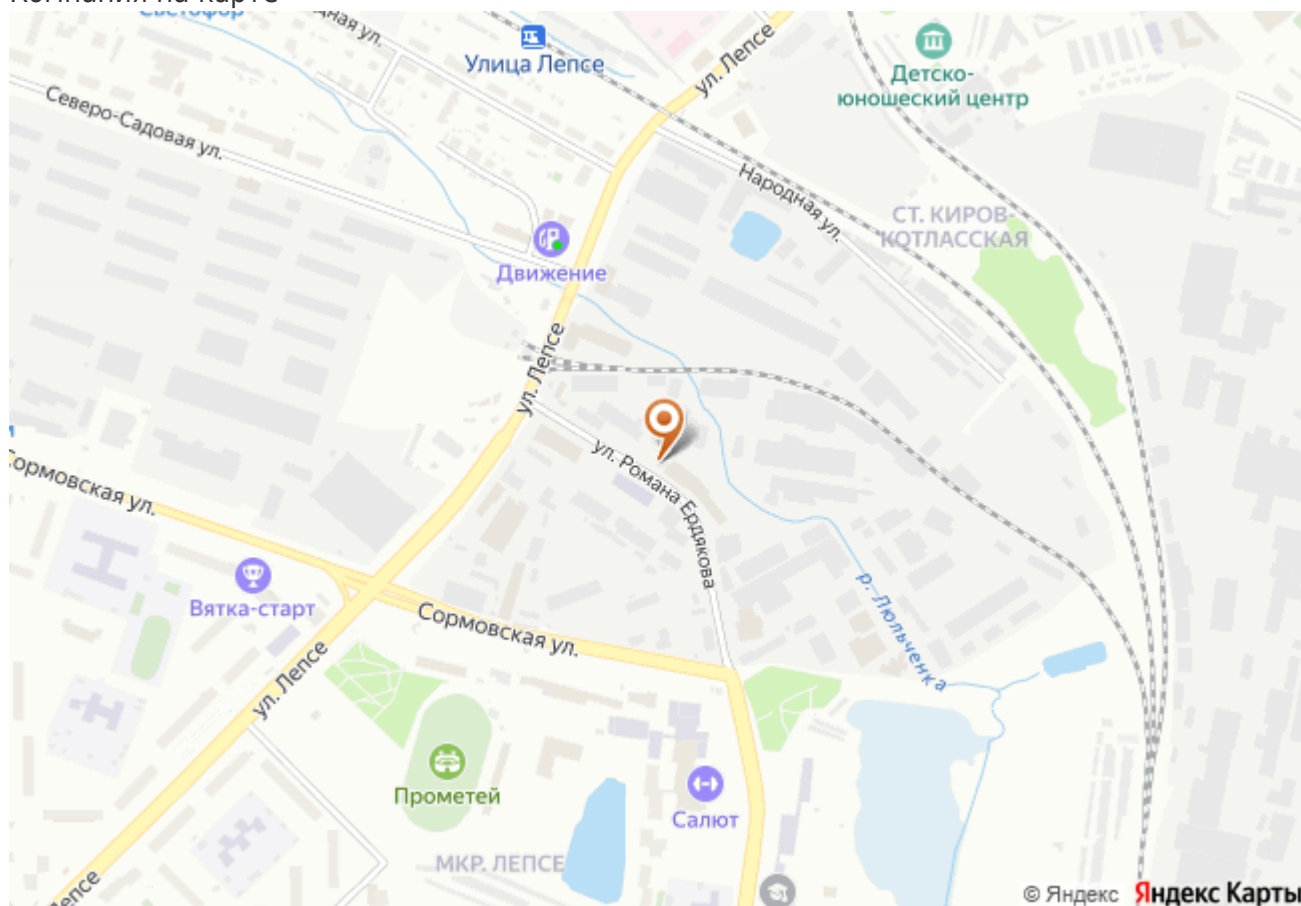 Компания на карте
Светофор
ул. Лепсе
Улица Лепсе
Детско-
юношеский центр
Северо-Садовая ул.
Народная ул.
СТ. КИРОВ-
КОТЛАССКАЯ
Движение
ул. Лепсе
ул. Романа Ердякова
Сормовская ул.
Вятка-старт
Сормовская ул.
р. Люльченка
ул. Лепсе
Прометей
Салют
МКР. ЛЕПСЕ
© Яндекс Яндекс Карты